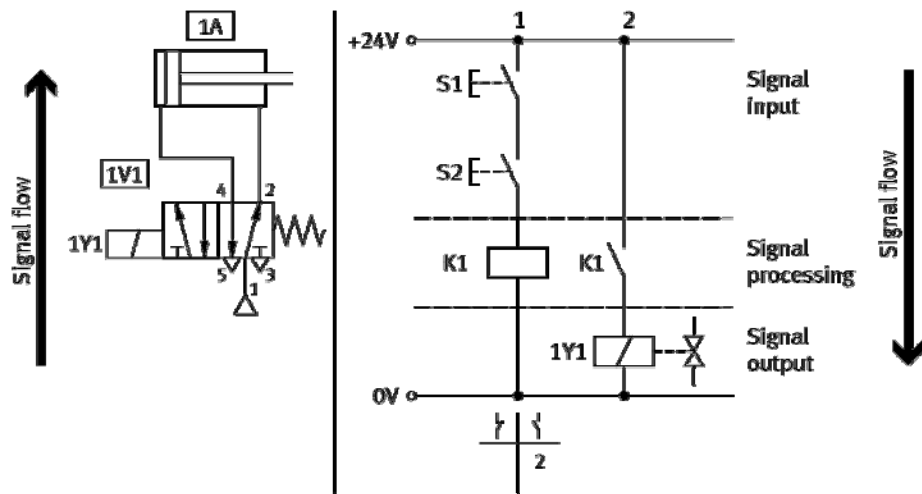 Signal flow
1A
1V1
4
2
1Y1
5
3
1
1
2
+24V
S1
S2
Signal
input
K1
K1
Signal
processing
1Y1
Signal
output
0V
2
Signal flow